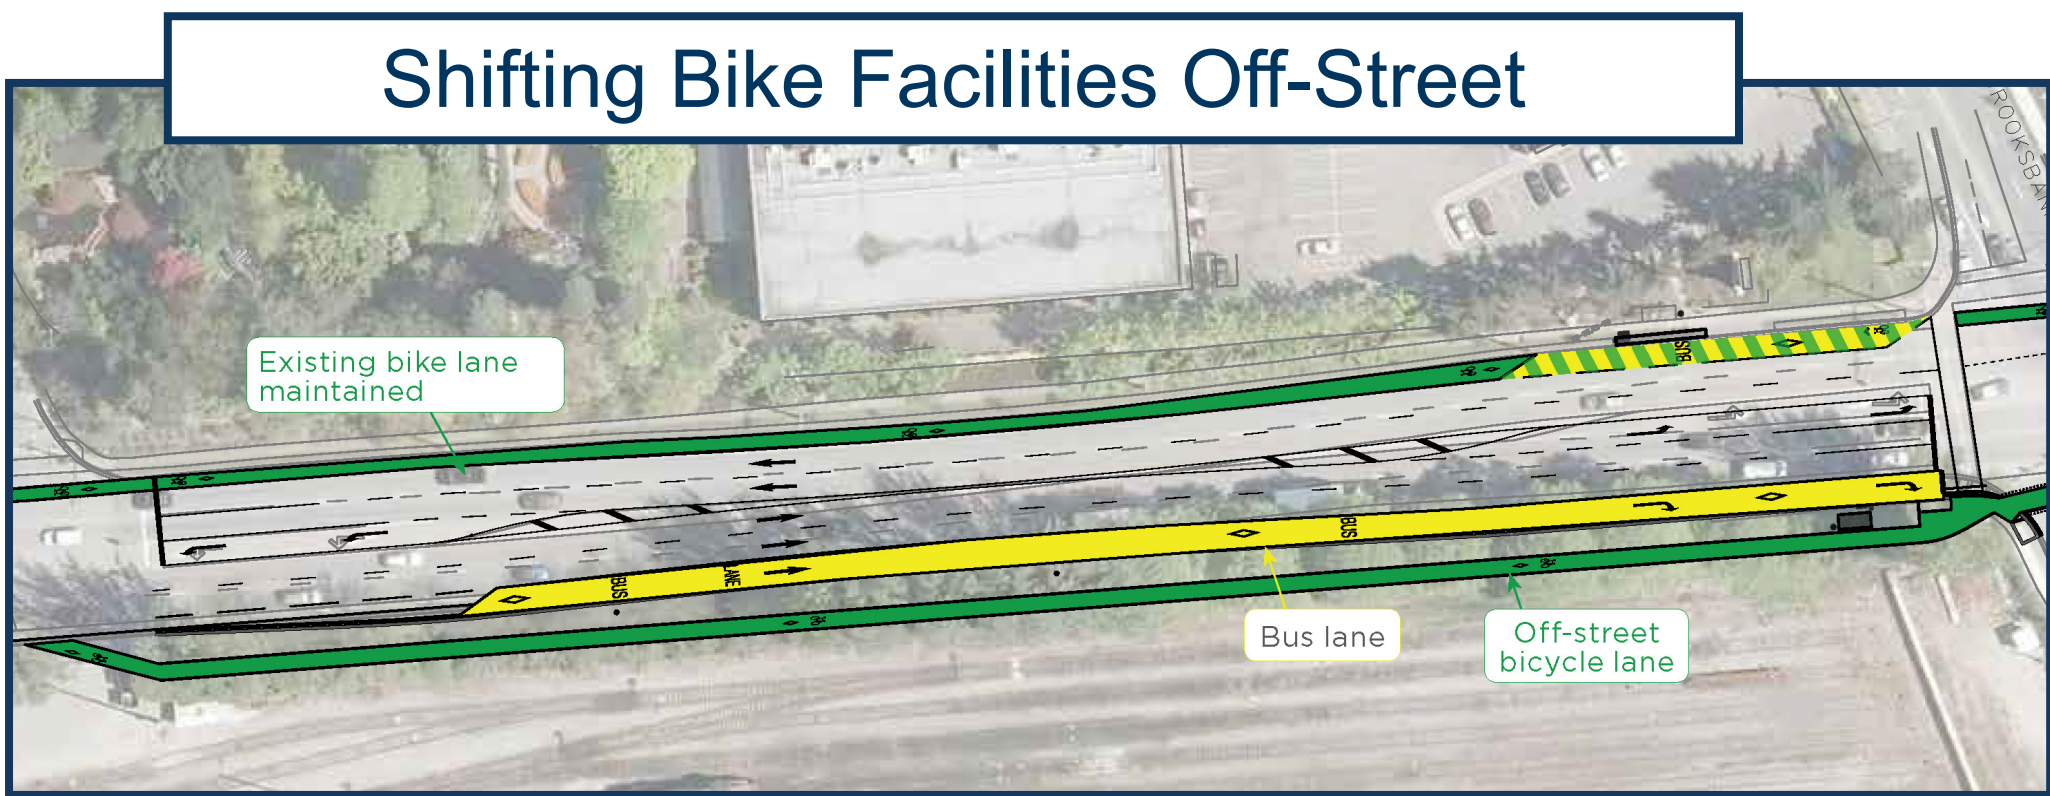 Shifting Bike Facilities Off-Street
ROOKSBAN
Existing bike lane
maintained
BUS
BUS
LANE
BUS
Bus lane
Off-street
bicycle lane